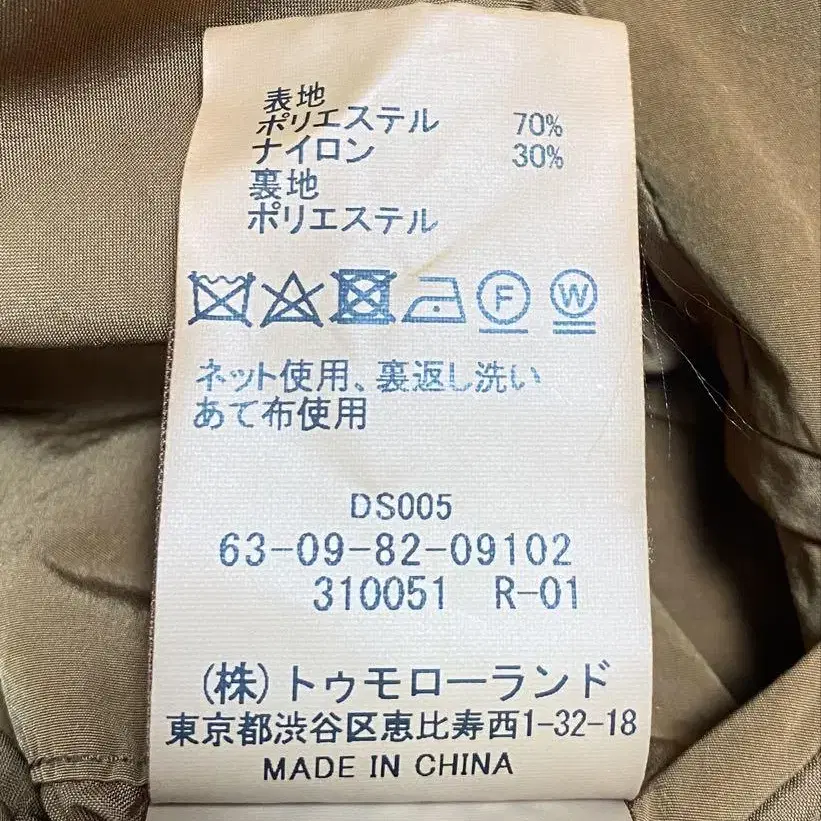 表地
ポリエステル 70%
ナイロン 30%
裏地
ポリエステル
F W
ネット使用、裏返し洗い
あて布使用
DS005
63-09-82-09102
310051 R-01
(株)トゥモローランド
東京都渋谷区恵比寿西1-32-18
MADE IN CHINA